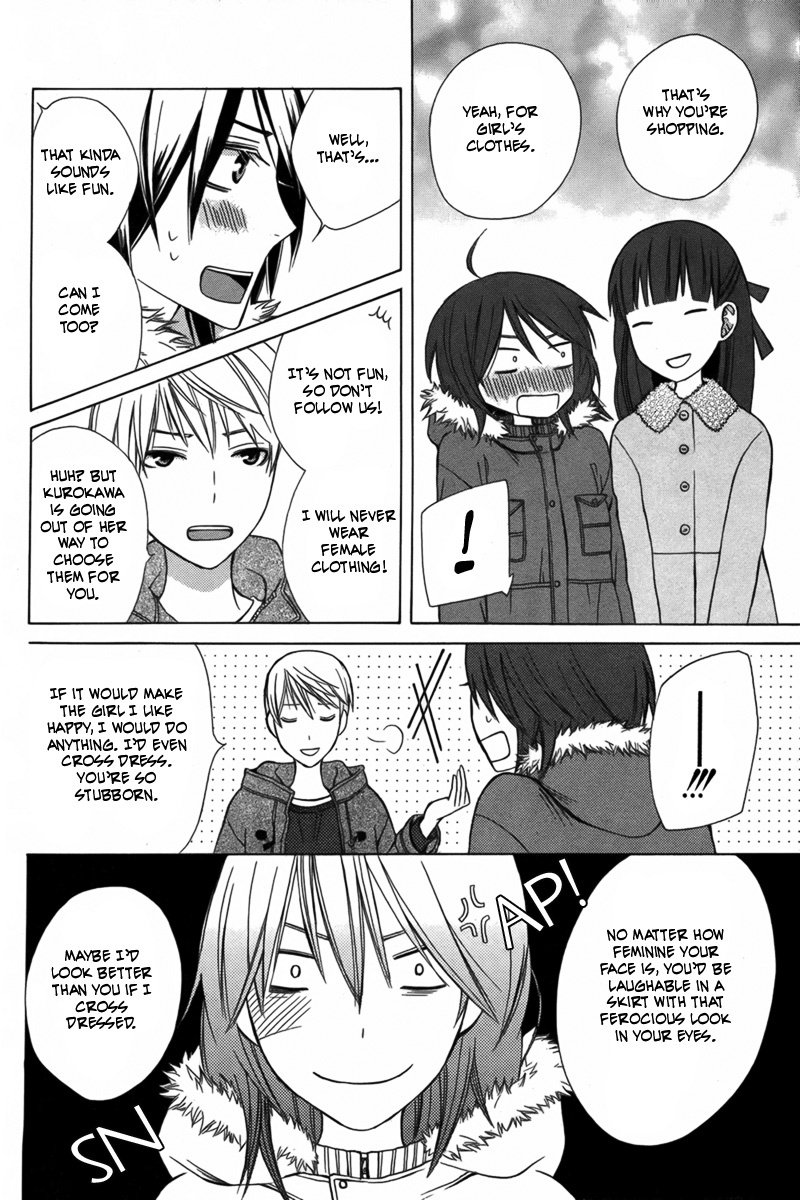 THAT'S
WHY YOU'RE
SHOPPING.
YEAH, FOR
GIRL'S
CLOTHES.
!
WELL,
THAT'S...
THAT KINDA
SOUNDS
LIKE FUN.
CAN I
COME
TOO?
IT'S NOT FUN,
SO DON'T
FOLLOW US!
I WILL NEVER
WEAR
FEMALE
CLOTHING!
HUH? BUT
KUROKAWA
IS GOING
OUT OF HER
WAY TO
CHOOSE
THEM FOR
YOU.
!!!!
IF IT WOULD MAKE
THE GIRL I LIKE
HAPPY, I WOULD DO
ANYTHING. I'D EVEN
CROSS DRESS.
YOU'RE SO
STUBBORN.
NO MATTER HOW
FEMININE YOUR
FACE IS, YOU'D BE
LAUGHABLE IN A
SKIRT WITH THAT
FEROCIOUS LOOK
IN YOUR EYES.
MAYBE I'D
LOOK BETTER
THAN YOU IF I
CROSS
DRESSED.
SN
AP!